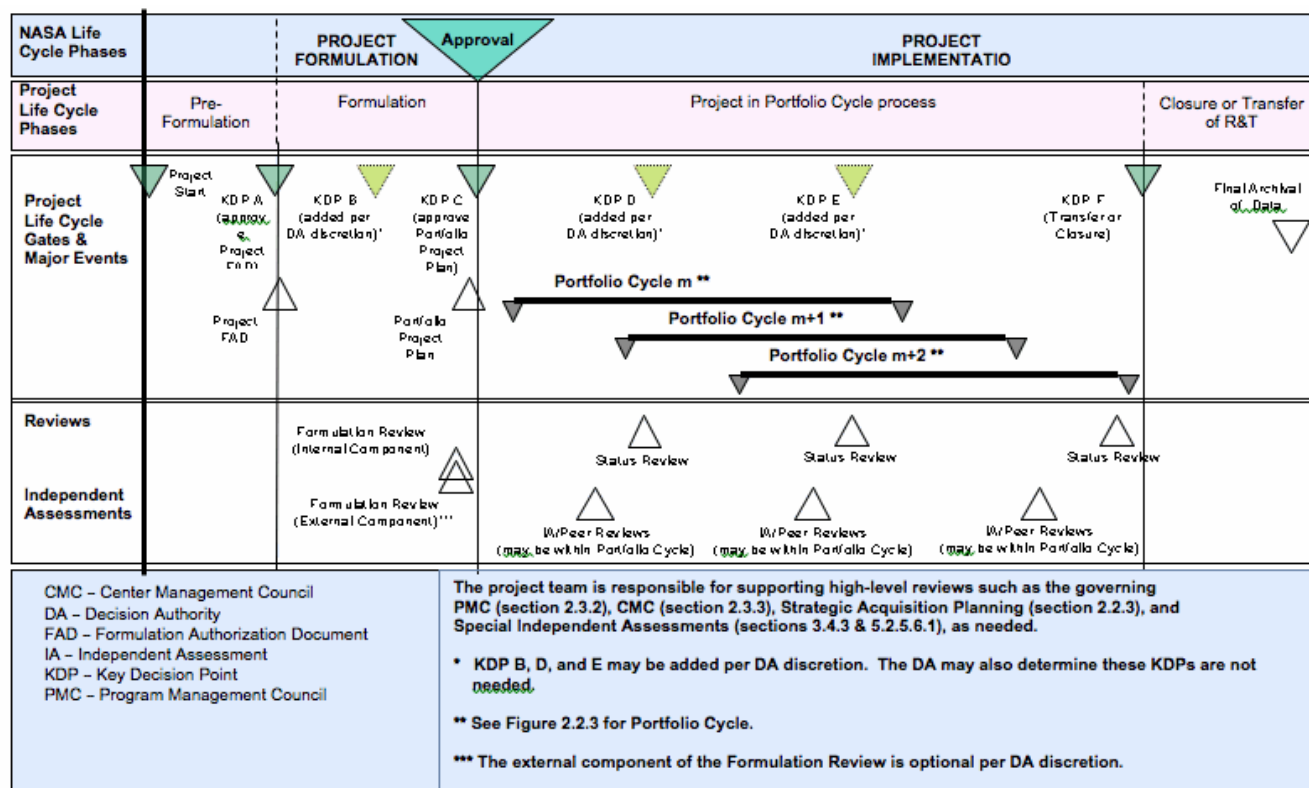 NASA Life
Cycle Phases
PROJECT
FORMULATION
Approval
PROJECT
IMPLEMENTATIO
Project
Life Cycle
Phases
Pre-
Formulation
Formulation
Project in Portfolio Cycle process
Closure or Transfer
of R&T
Project
Life Cycle
Gates &
Major Events
Project
Start
KDP A
(approv
e
Project
FAD)
KDP B
(added per
DA discretion)*
KDP C
(approve
Portfolio
Project
Plan)
KDP D
(added per
DA discretion)*
KDP E
(added per
DA discretion)*
KDP F
(Transfer or
Closure)
Final Archival
of Data
Project
FAD
Portfolio
Project
Plan
Portfolio Cycle m **
Portfolio Cycle m+1 **
Portfolio Cycle m+2 **
Reviews
Independent
Assessments
Formulation Review
(Internal Component)
Formulation Review
(External Component)***
Status Review
Status Review
Status Review
IA/Peer Reviews
(may be within Portfolio Cycle)
IA/Peer Reviews
(may be within Portfolio Cycle)
IA/Peer Reviews
(may be within Portfolio Cycle)
CMC – Center Management Council
DA – Decision Authority
FAD – Formulation Authorization Document
IA – Independent Assessment
KDP – Key Decision Point
PMC – Program Management Council
The project team is responsible for supporting high-level reviews such as the governing
PMC (section 2.3.2), CMC (section 2.3.3), Strategic Acquisition Planning (section 2.2.3), and
Special Independent Assessments (sections 3.4.3 & 5.2.5.6.1), as needed.
* KDP B, D, and E may be added per DA discretion. The DA may also determine these KDPs are not
needed.
** See Figure 2.2.3 for Portfolio Cycle.
*** The external component of the Formulation Review is optional per DA discretion.